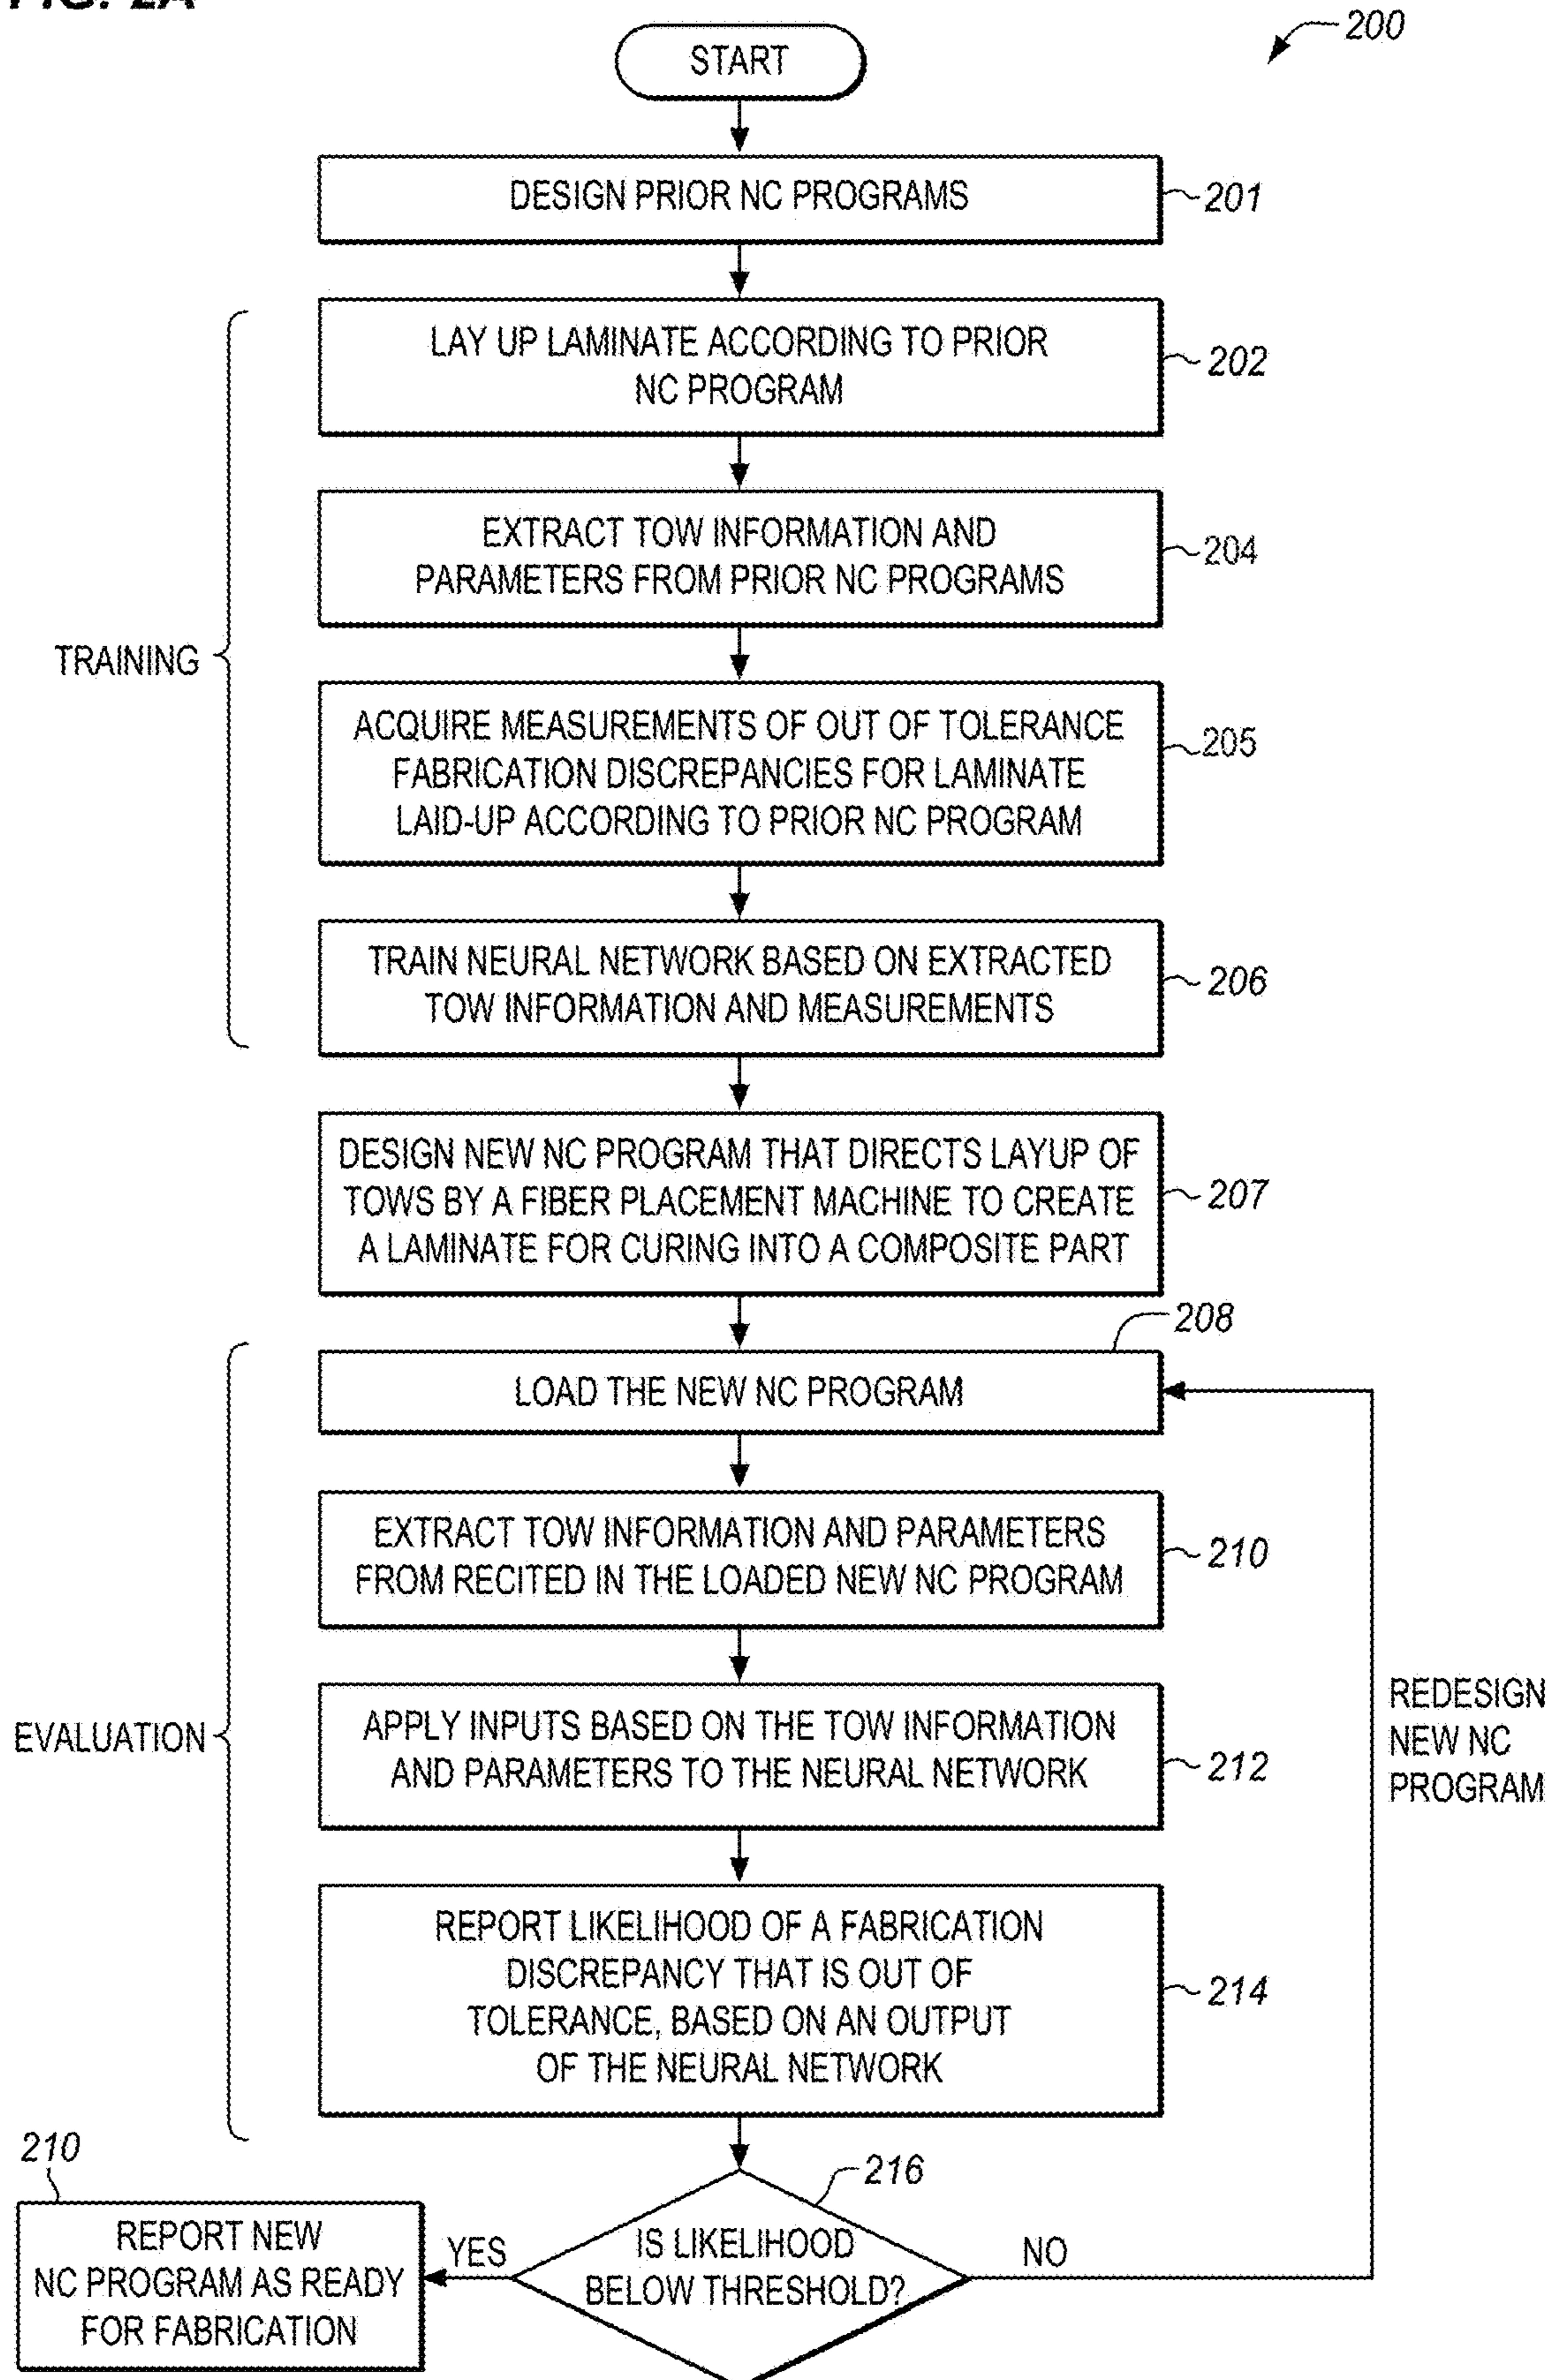 FIG. 2A
200
START
DESIGN PRIOR NC PROGRAMS
201
LAY UP LAMINATE ACCORDING TO PRIOR
NC PROGRAM
202
EXTRACT TOW INFORMATION AND
PARAMETERS FROM PRIOR NC PROGRAMS
204
TRAINING
ACQUIRE MEASUREMENTS OF OUT OF TOLERANCE
FABRICATION DISCREPANCIES FOR LAMINATE
LAID-UP ACCORDING TO PRIOR NC PROGRAM
205
TRAIN NEURAL NETWORK BASED ON EXTRACTED
TOW INFORMATION AND MEASUREMENTS
206
DESIGN NEW NC PROGRAM THAT DIRECTS LAYUP OF
TOWS BY A FIBER PLACEMENT MACHINE TO CREATE
A LAMINATE FOR CURING INTO A COMPOSITE PART
207
208
LOAD THE NEW NC PROGRAM
EXTRACT TOW INFORMATION AND PARAMETERS
FROM RECITED IN THE LOADED NEW NC PROGRAM
210
EVALUATION
APPLY INPUTS BASED ON THE TOW INFORMATION
AND PARAMETERS TO THE NEURAL NETWORK
212
REDESIGN
NEW NC
PROGRAM
REPORT LIKELIHOOD OF A FABRICATION
DISCREPANCY THAT IS OUT OF
TOLERANCE, BASED ON AN OUTPUT
OF THE NEURAL NETWORK
214
216
IS LIKELIHOOD
BELOW THRESHOLD?
YES
NO
210
REPORT NEW
NC PROGRAM AS READY
FOR FABRICATION